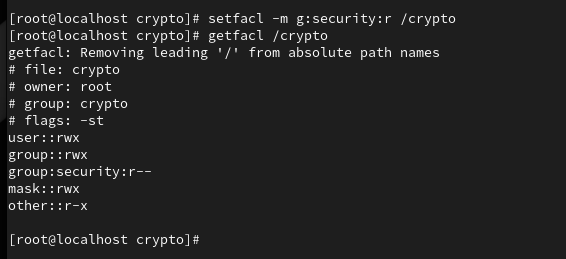 [root@localhost crypto]# setfacl -m g:security:r /crypto
[root@localhost crypto]# getfacl /crypto
getfacl: Removing leading '/' from absolute path names
# file: crypto
# owner: root
# group: crypto
# flags: -st
user::rwx
group::rwx
group:security:r--
mask::rwx
other::r-x
[root@localhost crypto]#